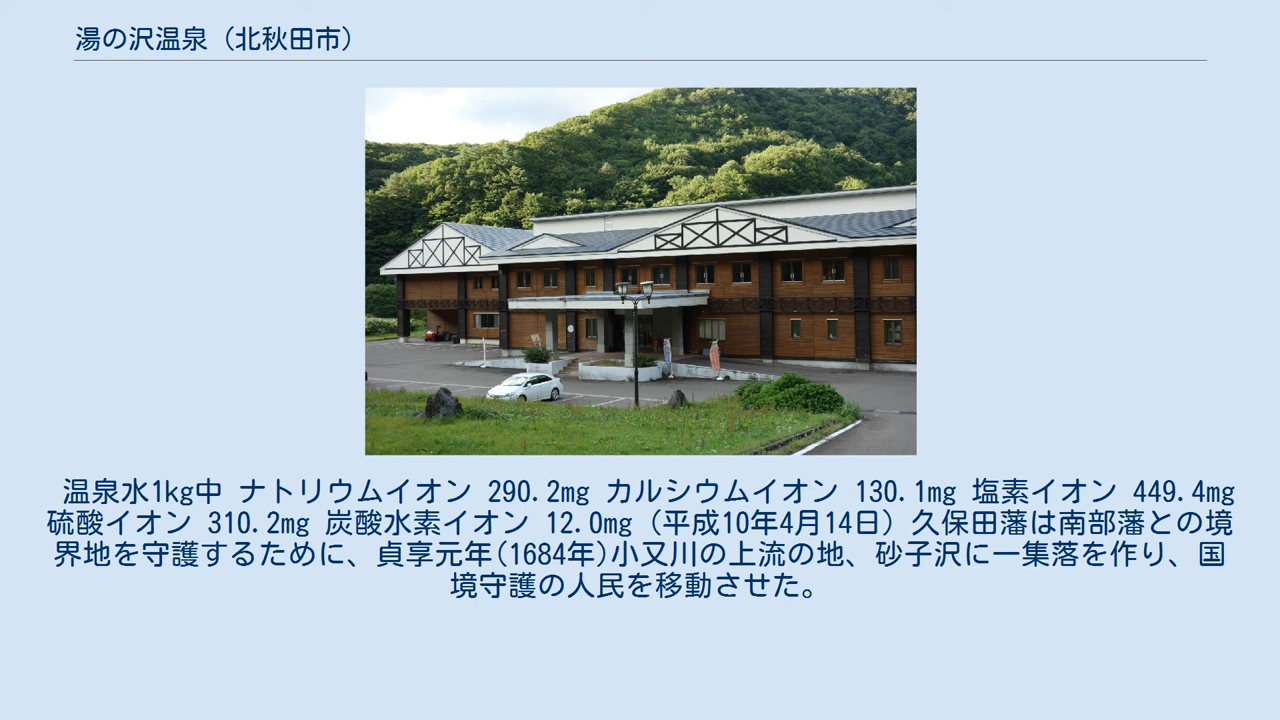 湯の沢温泉（北秋田市）
温泉水1kg中 ナトリウムイオン 290.2mg カルシウムイオン 130.1mg 塩素イオン 449.4mg
硫酸イオン 310.2mg 炭酸水素イオン 12.0mg（平成10年4月14日）久保田藩は南部藩との境
界地を守護するために、貞享元年(1684年)小又川の上流の地、砂子沢に一集落を作り、国
境守護の人民を移動させた。